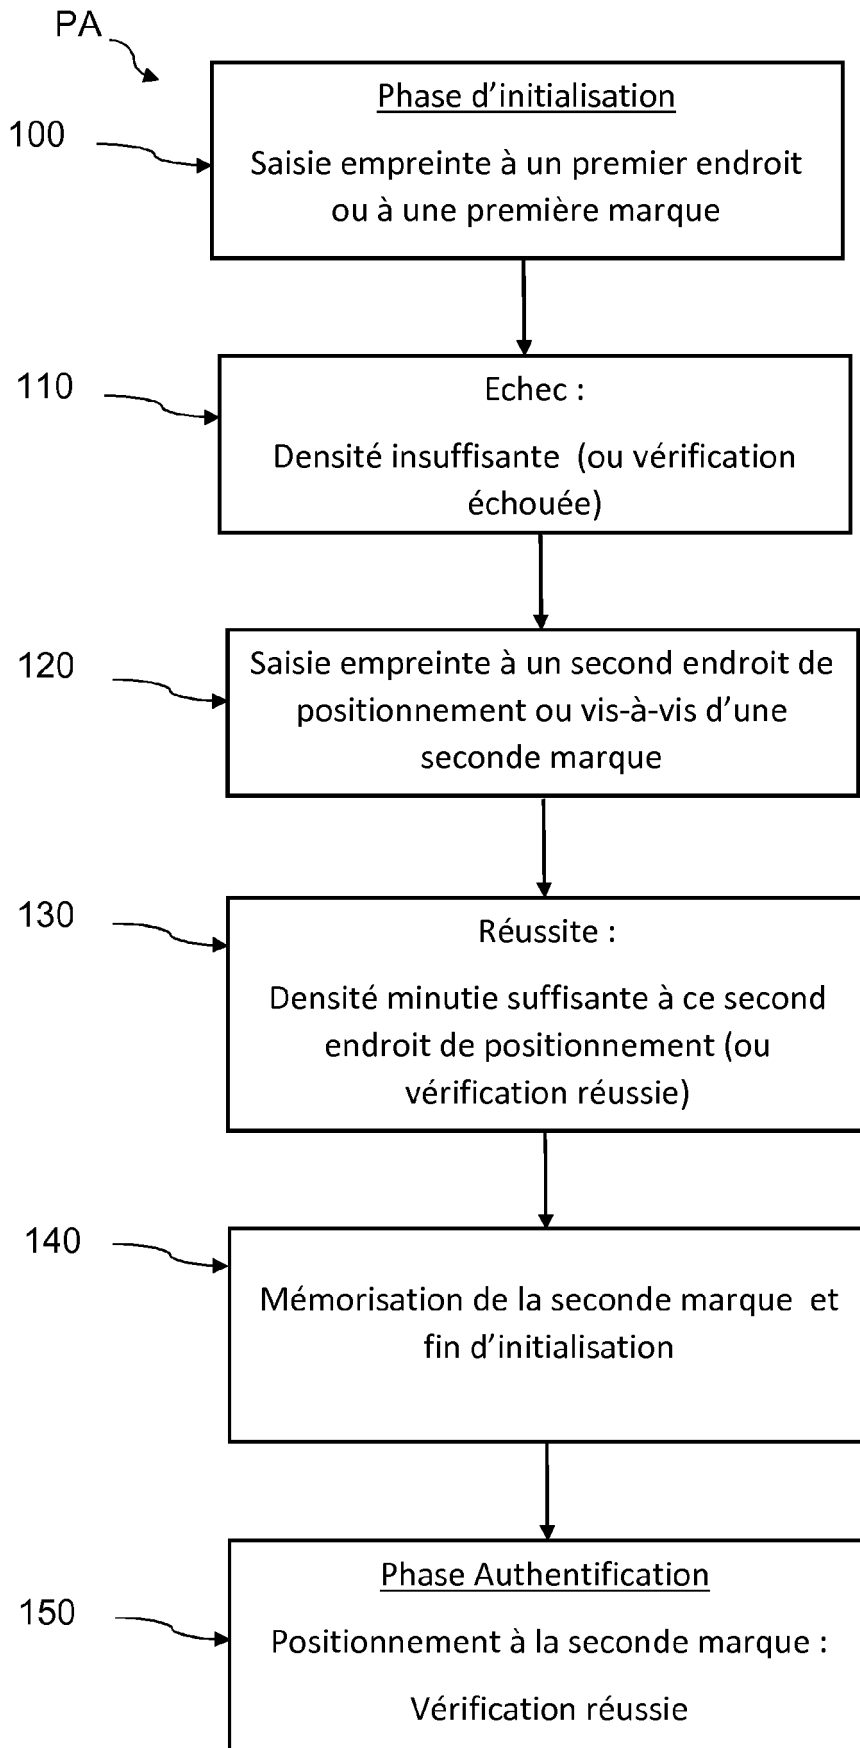 PA
Phase d’initialisation
100
Saisie empreinte à un premier endroit
ou à une première marque
110
Echec :
Densité insuffisante (ou vérification
échouée)
120
Saisie empreinte à un second endroit de
positionnement ou vis-à-vis d’une
seconde marque
130
Réussite :
Densité minutie suffisante à ce second
endroit de positionnement (ou
vérification réussie)
140
Mémorisation de la seconde marque et
fin d’initialisation
Phase Authentification
150
Positionnement à la seconde marque :
Vérification réussie